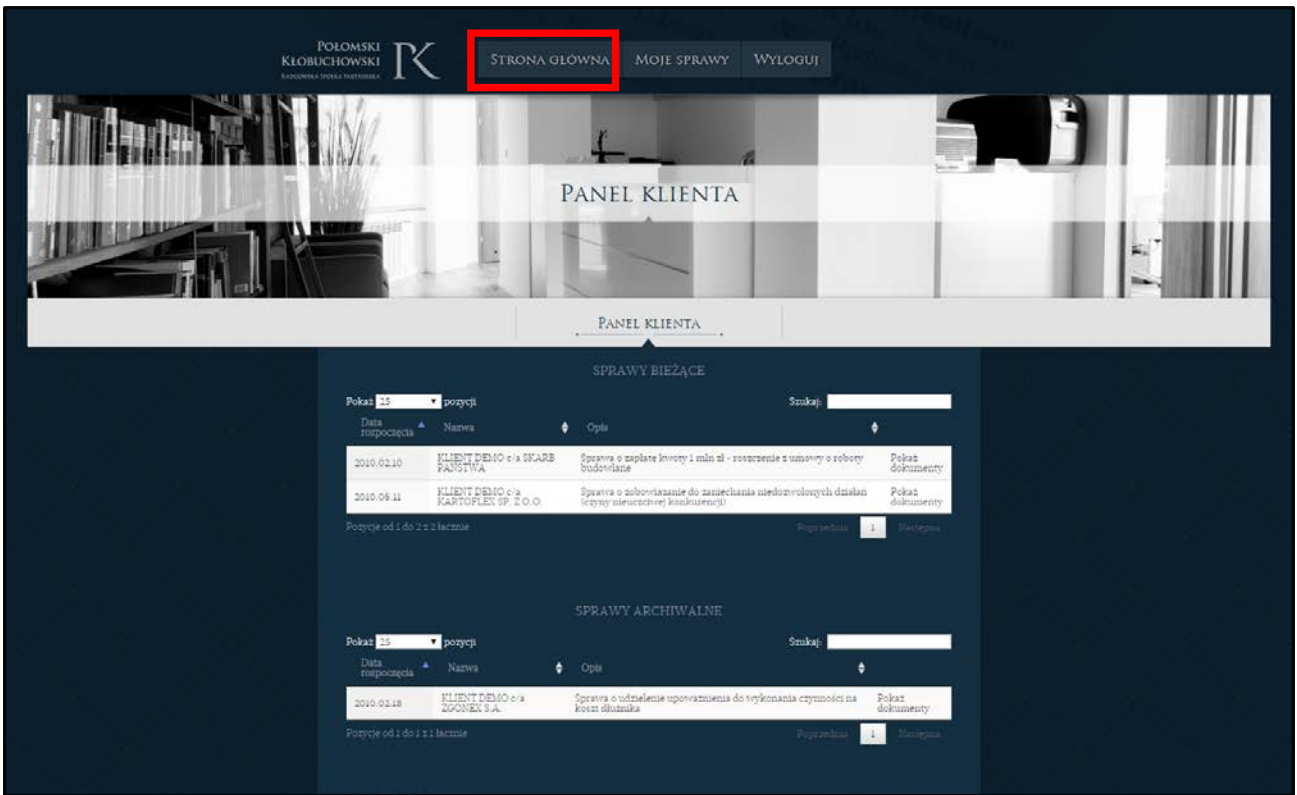 POŁOMSKI
KŁOBUCHOWSKI
RADCOWSKA SPÓŁKA PARTNERSKA
PK
STRONA GŁÓWNA MOJE SPRAWY WYLOGUJ
PANEL KLIENTA
PANEL KLIENTA
SPRAWY BIEŻĄCE
Pokaż 25 pozycji Szukaj:
Data rozpoczęcia Nazwa Opis
2010.02.10 KLIENT DEMO c/a SKARB PAŃSTWA Sprawa o zapłatę kwoty 1 mln zł - roszczenie z umowy o roboty budowlane Pokaż dokumenty
2010.06.11 KLIENT DEMO c/a KARTOFLEX SP. Z O.O. Sprawa o zobowiązanie do zaniechania niedozwolonych działań (czyny nieuczciwej konkurencji) Pokaż dokumenty
Pozycje od 1 do 2 z 2 łącznie Poprzednia 1 Następna
SPRAWY ARCHIWALNE
Pokaż 25 pozycji Szukaj:
Data rozpoczęcia Nazwa Opis
2010.02.18 KLIENT DEMO c/a ZGONEX S.A. Sprawa o udzielenie upoważnienia do wykonania czynności na koszt dłużnika Pokaż dokumenty
Pozycje od 1 do 1 z 1 łącznie Poprzednia 1 Następna